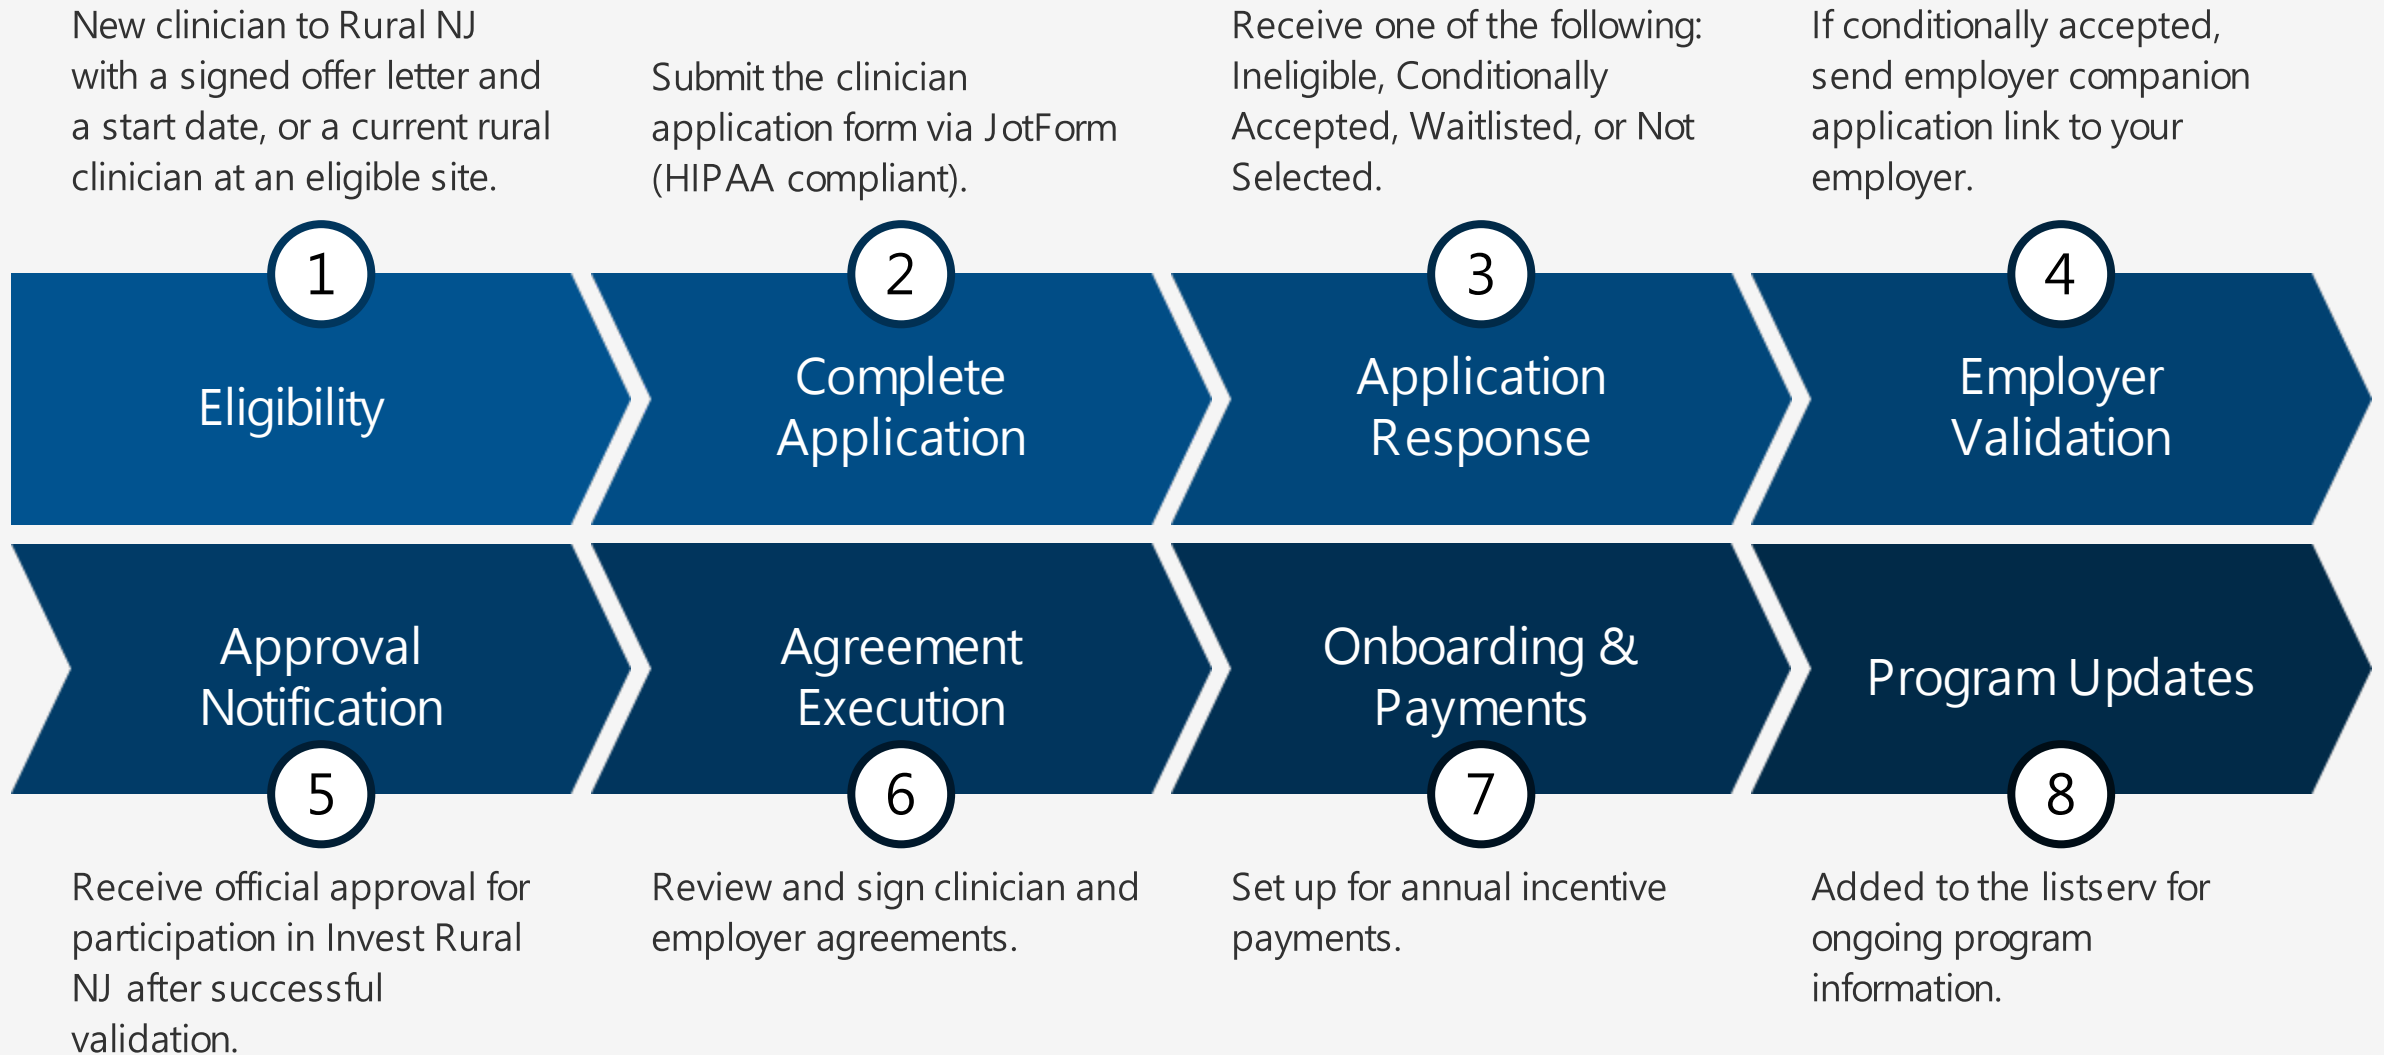 New clinician to Rural NJ
with a signed offer letter and
a start date, or a current rural
clinician at an eligible site.
1
Eligibility
Submit the clinician
application form via JotForm
(HIPAA compliant).
2
Complete
Application
Receive one of the following:
Ineligible, Conditionally
Accepted, Waitlisted, or Not
Selected.
3
Application
Response
If conditionally accepted,
send employer companion
application link to your
employer.
4
Employer
Validation
Approval
Notification
5
Receive official approval for
participation in Invest Rural
NJ after successful
validation.
Agreement
Execution
6
Review and sign clinician and
employer agreements.
Onboarding &
Payments
7
Set up for annual incentive
payments.
Program Updates
8
Added to the listserv for
ongoing program
information.